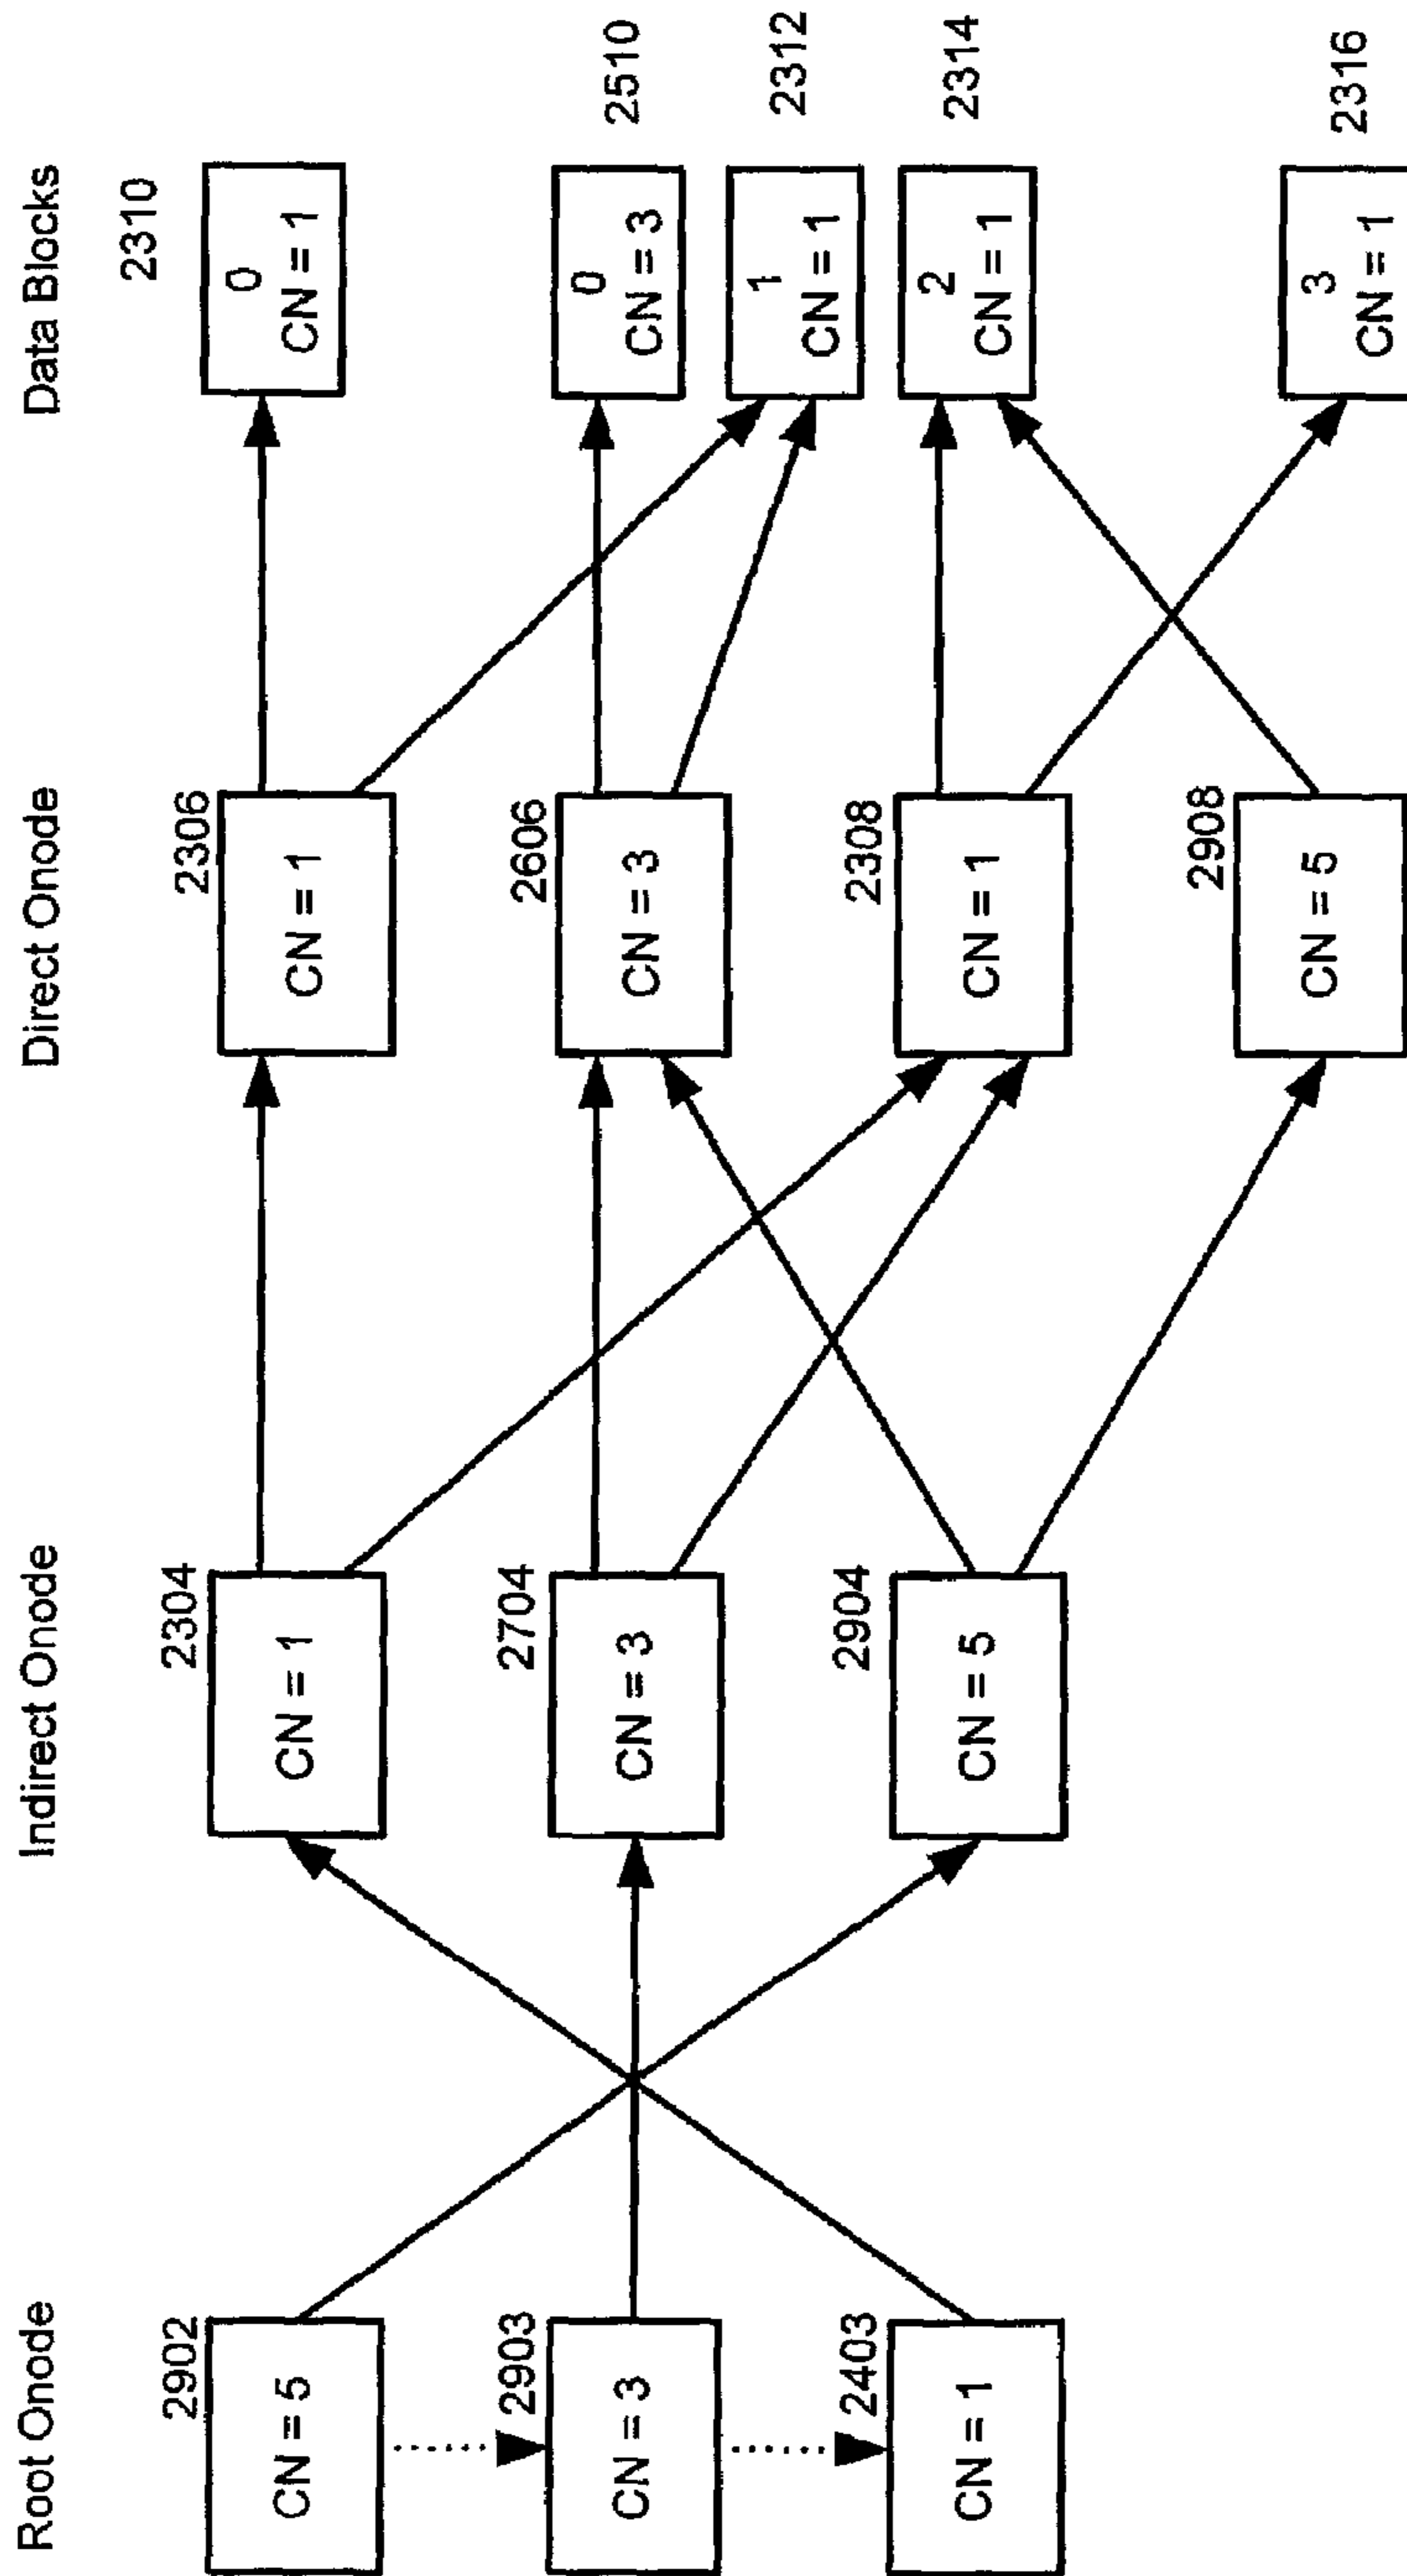 Root Onode
Indirect Onode
Direct Onode
Data Blocks
2902
CN = 5
2903
CN = 3
2403
CN = 1
2304
CN = 1
2704
CN = 3
2904
CN = 5
2306
CN = 1
2606
CN = 3
2308
CN = 1
2908
CN = 5
2310
0
CN = 1
0
CN = 3
2510
1
CN = 1
2312
2
CN = 1
2314
3
CN = 1
2316